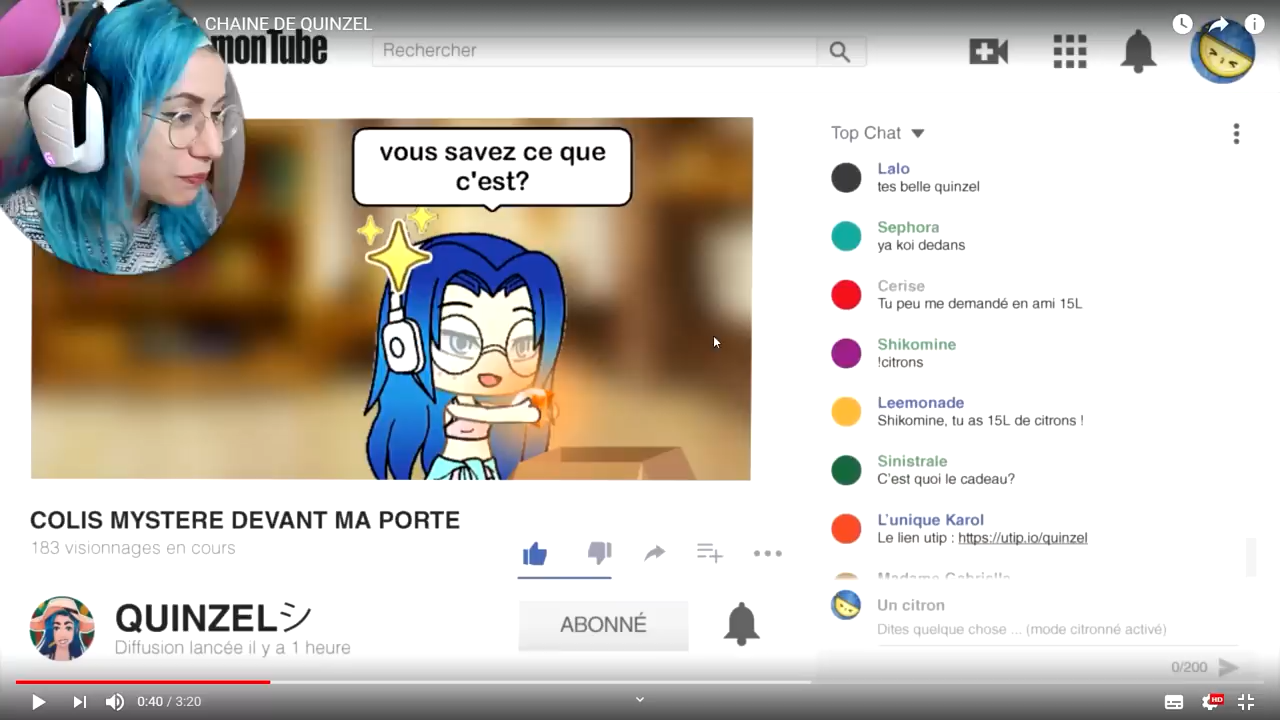 A CHAINE DE QUINZEL
monTube
Rechercher
vous savez ce que
c'est?
Top Chat
Lalo
tes belle quinzel
Sephora
ya koi dedans
Cerise
Tu peu me demandé en ami 15L
Shikomine
!citrons
Leemonade
Shikomine, tu as 15L de citrons !
Sinistrale
C'est quoi le cadeau?
L'unique Karol
Le lien utip : https://utip.io/quinzel
COLIS MYSTERE DEVANT MA PORTE
183 visionnages en cours
QUINZELシ
Diffusion lancée il y a 1 heure
ABONNÉ
Un citron
Dites quelque chose ... (mode citronné activé)
0/200
0:40 / 3:20
HD